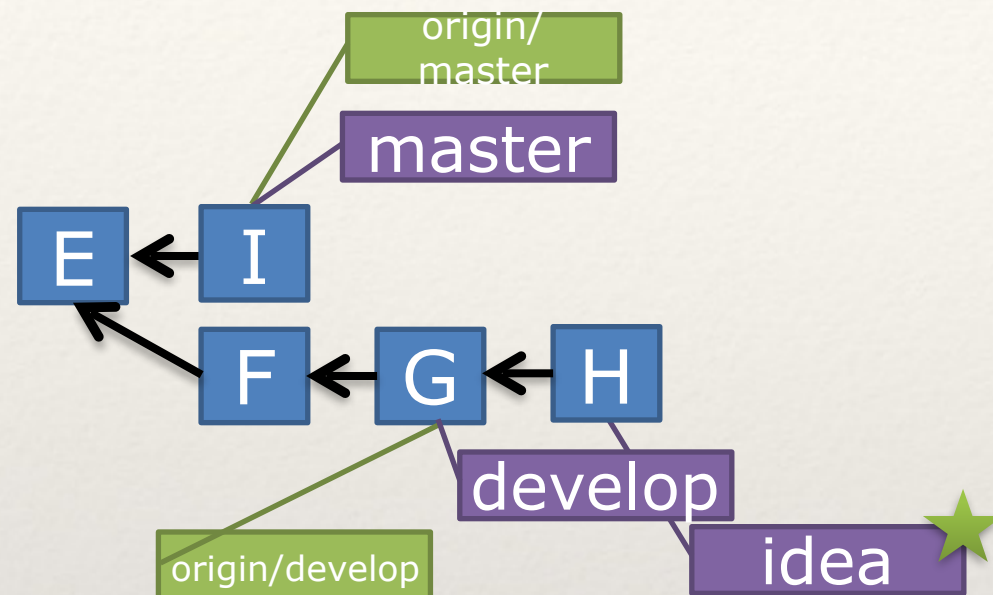 origin/
master
master
E
I
F
G
H
develop
origin/develop
idea